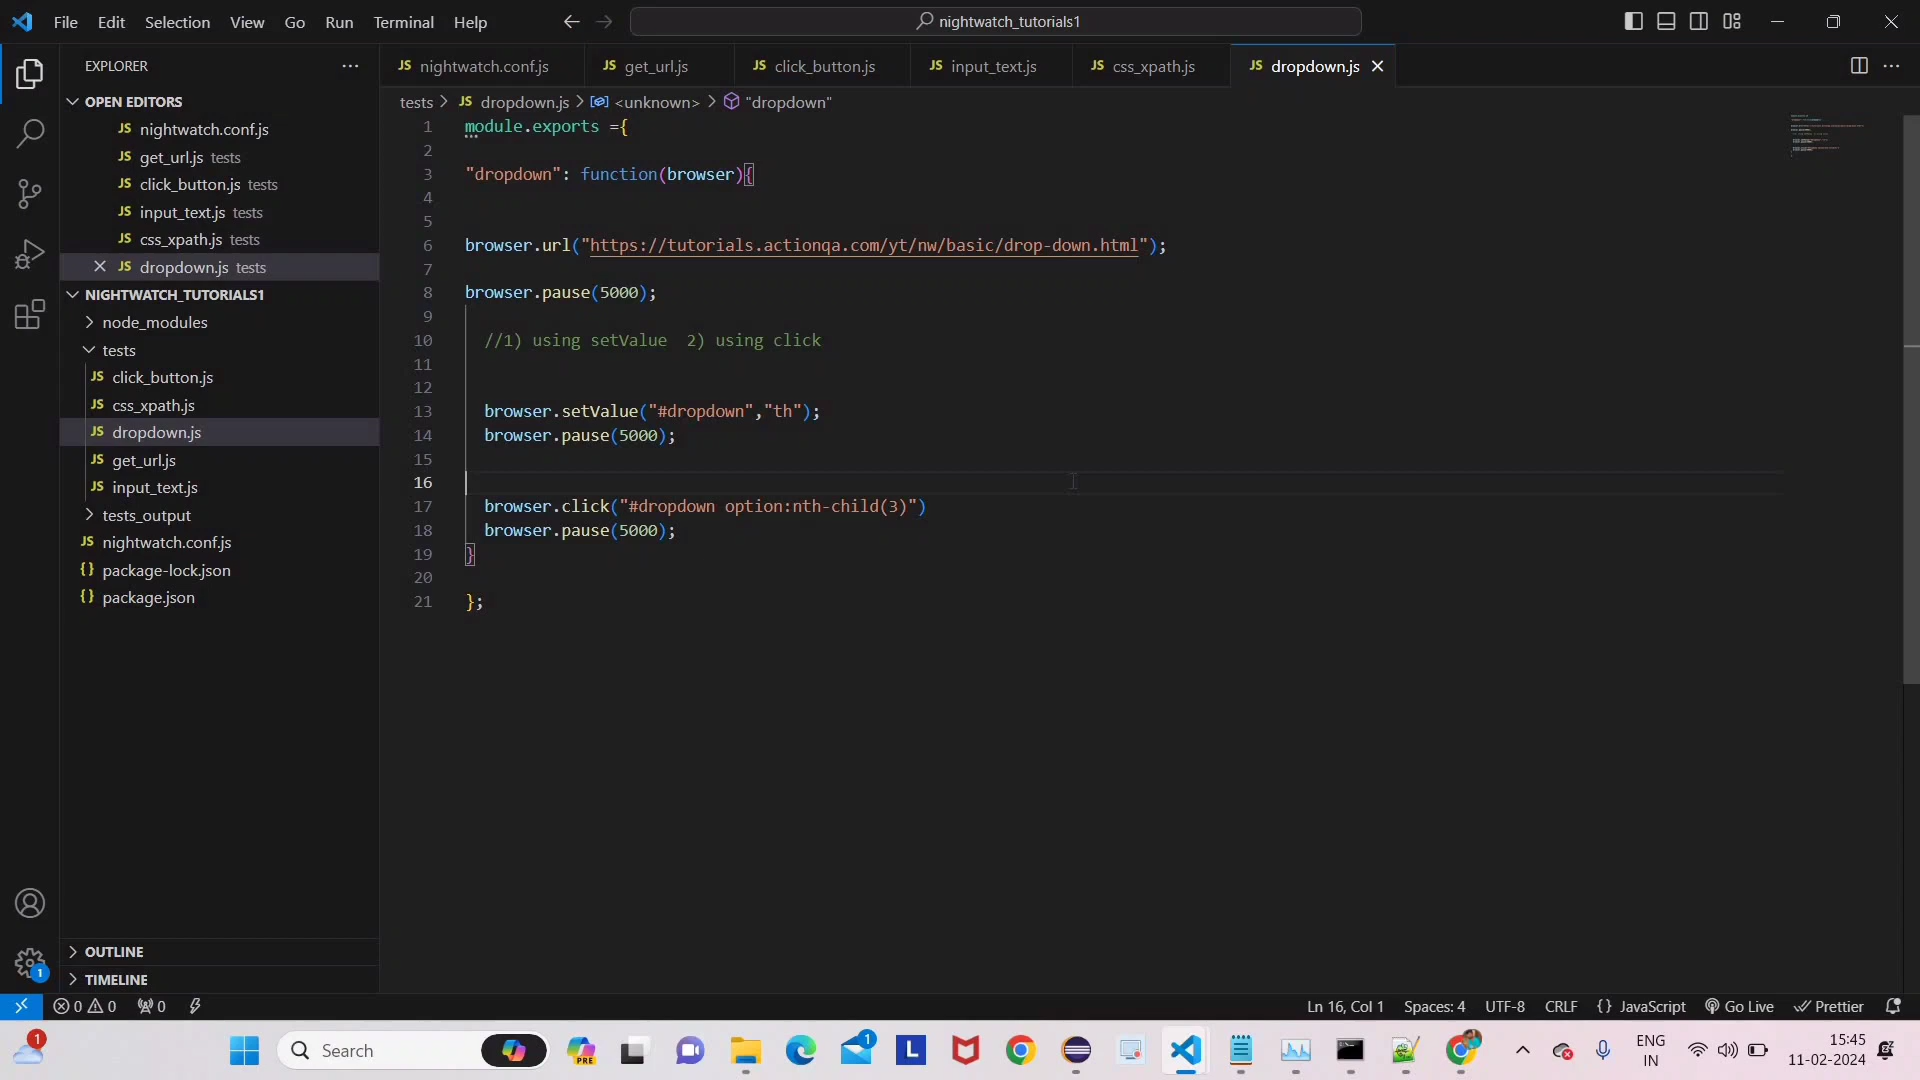 File Edit Selection View Go Run Terminal Help
nightwatch_tutorials1
EXPLORER
OPEN EDITORS
nightwatch.conf.js
get_url.js tests
click_button.js tests
input_text.js tests
css_xpath.js tests
dropdown.js tests
NIGHTWATCH_TUTORIALS1
node_modules
tests
JS click_button.js
JS css_xpath.js
JS dropdown.js
JS get_url.js
JS input_text.js
tests_output
JS nightwatch.conf.js
{} package-lock.json
{} package.json
OUTLINE
TIMELINE
JS nightwatch.conf.js JS get_url.js JS click_button.js JS input_text.js JS css_xpath.js JS dropdown.js
tests > JS dropdown.js > <unknown> > "dropdown"
1 module.exports ={
2
3 "dropdown": function(browser){
4
5
6 browser.url("https://tutorials.actionqa.com/yt/nw/basic/drop-down.html");
7
8 browser.pause(5000);
9
10 //1) using setValue  2) using click
11
12
13 browser.setValue("#dropdown","th");
14 browser.pause(5000);
15
16
17 browser.click("#dropdown option:nth-child(3)")
18 browser.pause(5000);
19 }
20
21 };
1
0 0 0 Ln 16, Col 1 Spaces: 4 UTF-8 CRLF {} JavaScript Go Live Prettier
1 Search PRE 1 L ENG IN 15:45
11-02-2024